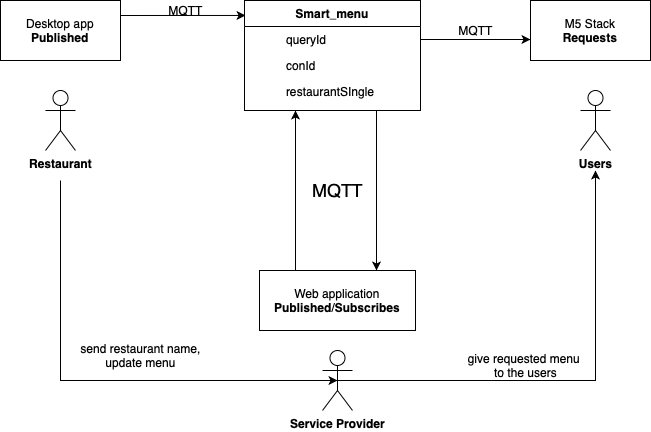 Desktop app
Published
MQTT
Smart_menu
queryId
conId
restaurantSIngle
MQTT
M5 Stack
Requests
Restaurant
Users
MQTT
Web application
Published/Subscribes
send restaurant name,
update menu
give requested menu
to the users
Service Provider